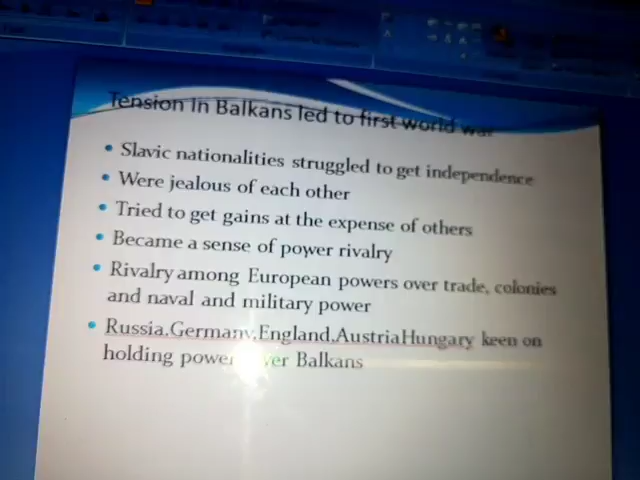 Tension in Balkans led to first world war
Slavic nationalities struggled to get independence
Were jealous of each other
Tried to get gains at the expense of others
Became a sense of power rivalry
Rivalry among European powers over trade, colonies
and naval and military power
Russia,Germany,England,AustriaHungary keen on
holding power over Balkans